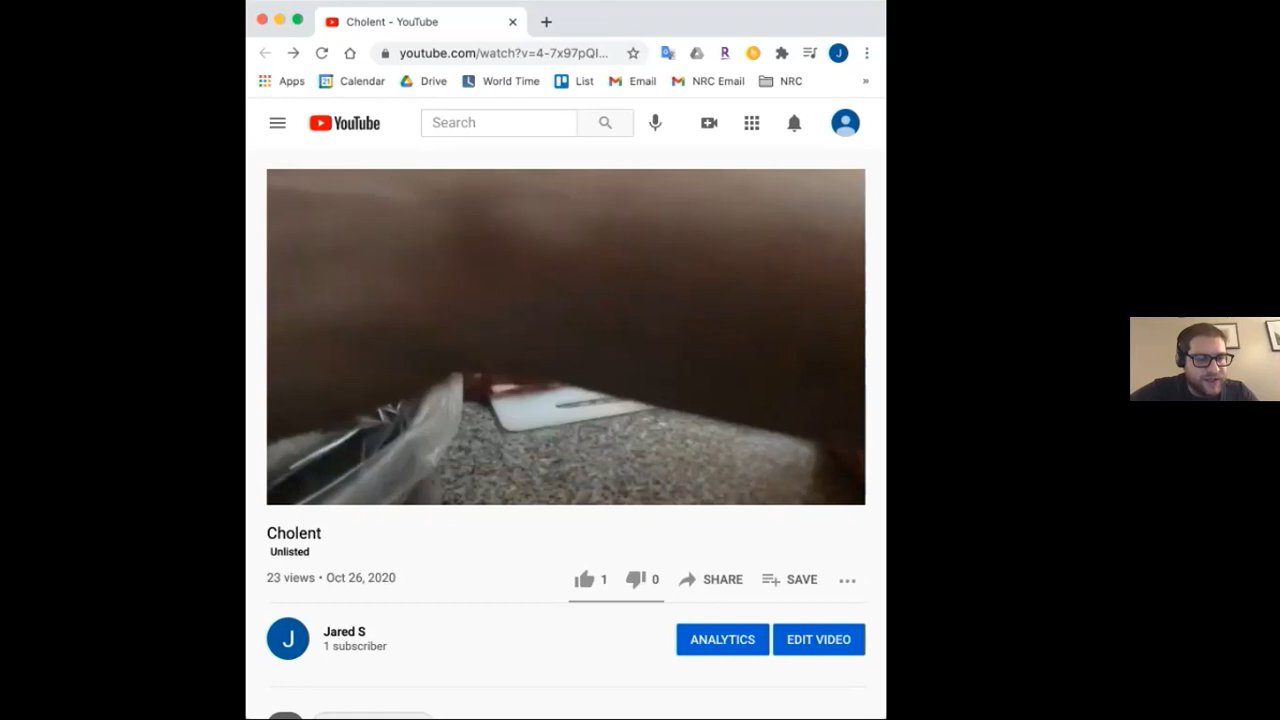 Cholent - YouTube
youtube.com/watch?v=4-7x97pQI...
R
J
Apps
21
Calendar
Drive
World Time
List
Email
NRC Email
NRC
»
YouTube
Search
Cholent
Unlisted
23 views • Oct 26, 2020
1
0
SHARE
SAVE
J
Jared S
1 subscriber
ANALYTICS
EDIT VIDEO